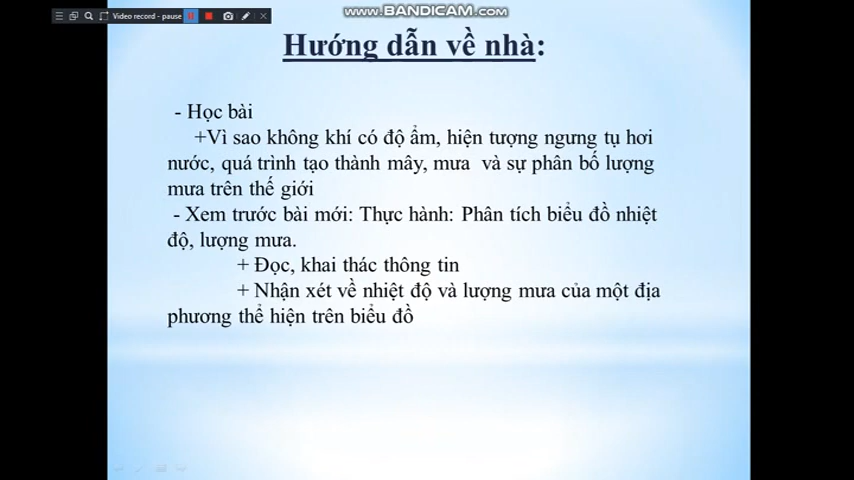 WWW.BANDICAM.COM
Video record - pause
Hướng dẫn về nhà:
- Học bài
+Vì sao không khí có độ ẩm, hiện tượng ngưng tụ hơi
nước, quá trình tạo thành mây, mưa và sự phân bố lượng
mưa trên thế giới
- Xem trước bài mới: Thực hành: Phân tích biểu đồ nhiệt
độ, lượng mưa.
+ Đọc, khai thác thông tin
+ Nhận xét về nhiệt độ và lượng mưa của một địa
phương thể hiện trên biểu đồ